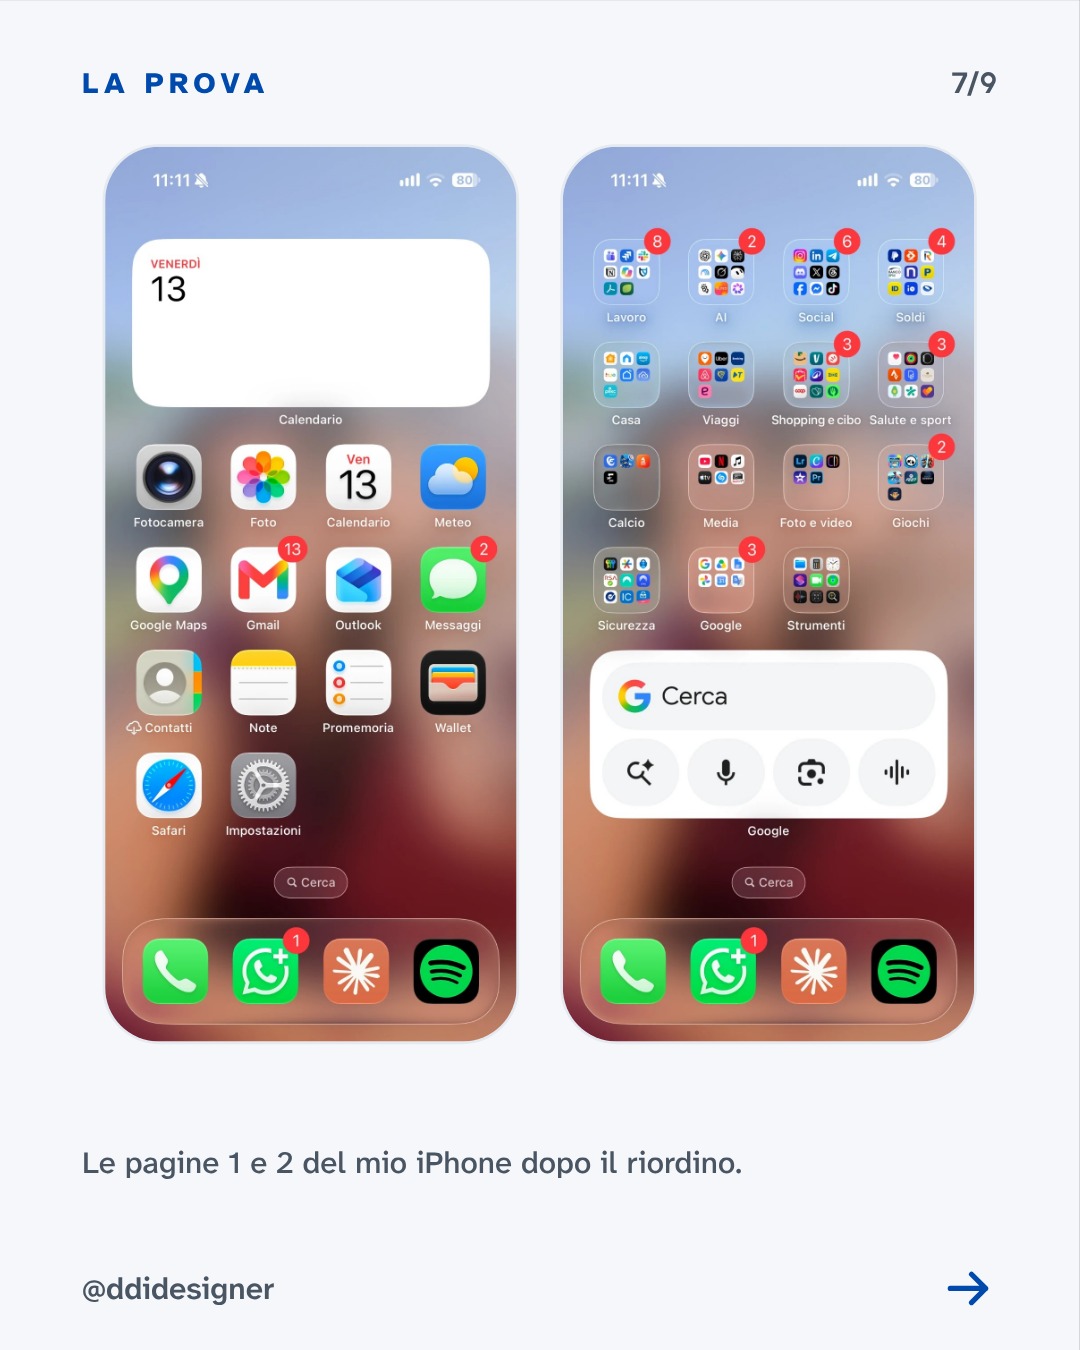 LA PROVA
7/9
11:11
80
VENERDÌ
13
Calendario
Ven
13
Fotocamera
Foto
Calendario
Meteo
13
2
Google Maps
Gmail
Outlook
Messaggi
Contatti
Note
Promemoria
Wallet
Safari
Impostazioni
Cerca
1
11:11
80
8
2
6
4
Lavoro
AI
Social
Soldi
3
3
Casa
Viaggi
Shopping e cibo
Salute e sport
2
Calcio
Media
Foto e video
Giochi
3
Sicurezza
Google
Strumenti
Cerca
Google
Cerca
1
Le pagine 1 e 2 del mio iPhone dopo il riordino.
@ddidesigner